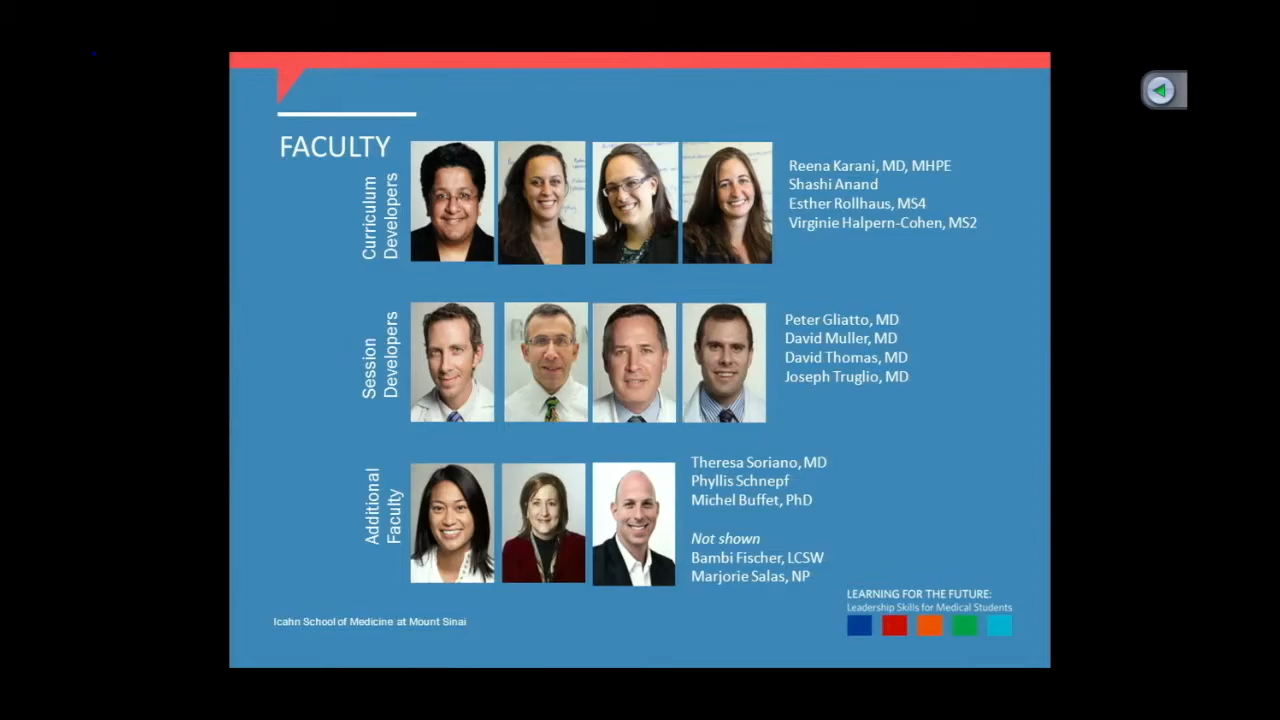 FACULTY
Curriculum
Developers
Reena Karani, MD, MHPE
Shashi Anand
Esther Rollhaus, MS4
Virginie Halpern-Cohen, MS2
Session
Developers
Peter Gliatto, MD
David Muller, MD
David Thomas, MD
Joseph Truglio, MD
Additional
Faculty
Theresa Soriano, MD
Phyllis Schnepf
Michel Buffet, PhD
Not shown
Bambi Fischer, LCSW
Marjorie Salas, NP
LEARNING FOR THE FUTURE:
Leadership Skills for Medical Students
Icahn School of Medicine at Mount Sinai